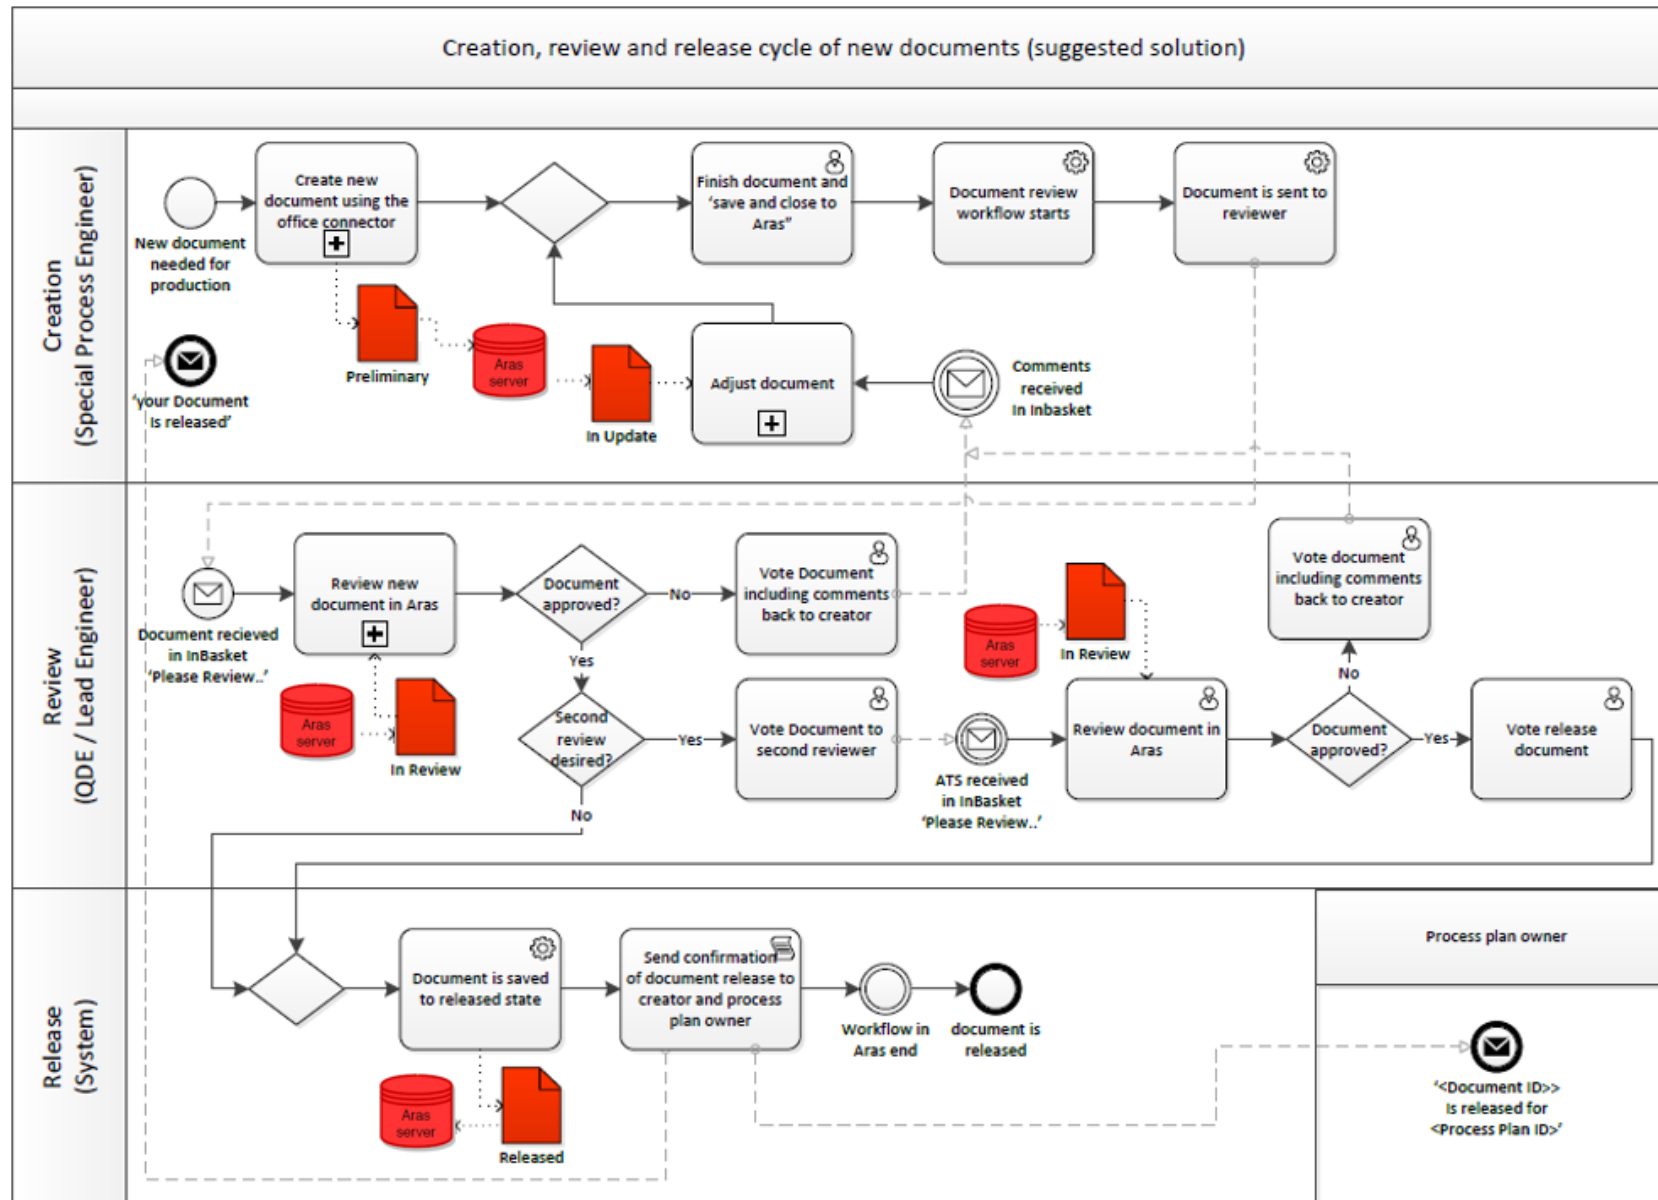 Creation, review and release cycle of new documents (suggested solution)
Creation
(Special Process Engineer)
New document
needed for
production
Create new
document using the
office connector
Finish document and
‘save and close to
Aras”
Document review
workflow starts
Document is sent to
reviewer
‘your Document
Is released’
Preliminary
Aras
server
In Update
Adjust document
Comments
received
In Inbasket
Review
(QDE / Lead Engineer)
Document recieved
in InBasket
‘Please Review..’
Review new
document in Aras
Aras
server
In Review
Document
approved?
No
Vote Document
including comments
back to creator
Yes
Second
review
desired?
Yes
Vote Document to
second reviewer
No
ATS received
in InBasket
‘Please Review..’
Aras
server
In Review
Review document in
Aras
Document
approved?
No
Vote document
including comments
back to creator
Yes
Vote release
document
Release
(System)
Document is saved
to released state
Aras
server
Released
Send confirmation
of document release to
creator and process
plan owner
Workflow in
Aras end
document is
released
Process plan owner
‘<Document ID>>
Is released for
<Process Plan ID>’